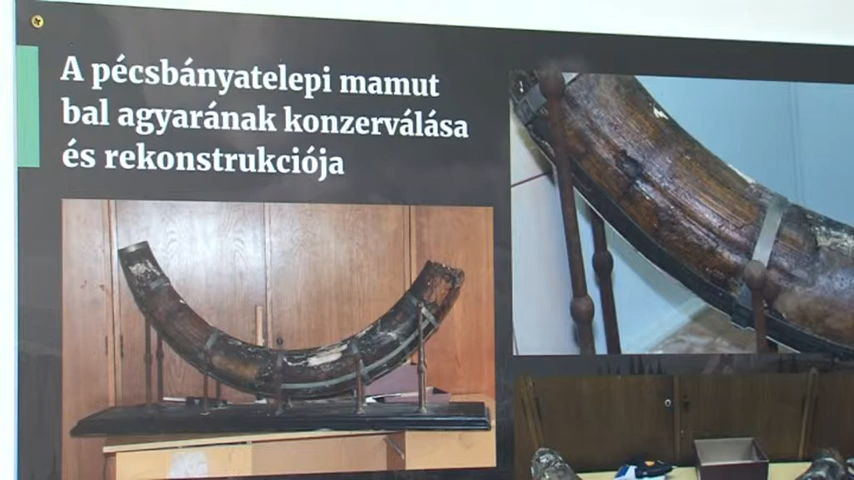 A pécsbányatelepi mamut
bal agyarának konzerválása
és rekonstrukciója